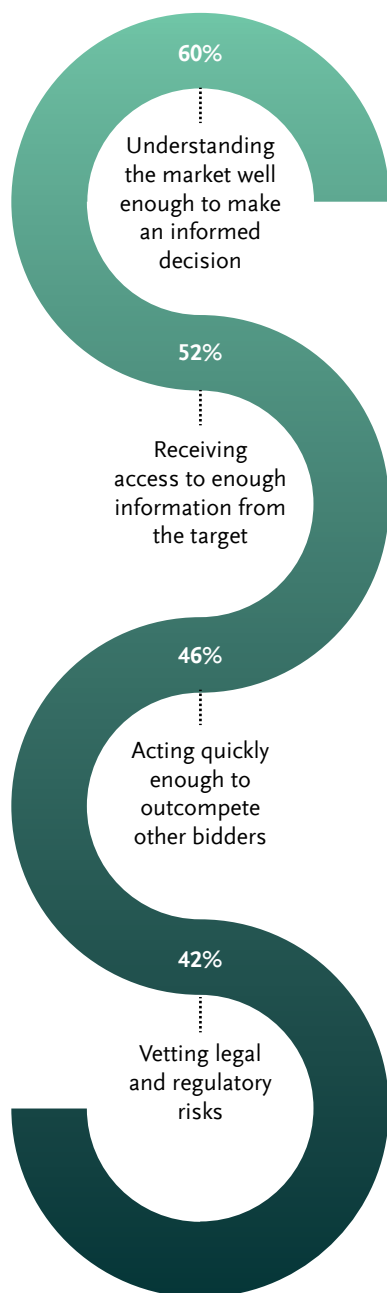 60%
Understanding
the market well
enough to make
an informed
decision
52%
Receiving
access to enough
information from
the target
46%
Acting quickly
enough to
outcompete
other bidders
42%
Vetting legal
and regulatory
risks